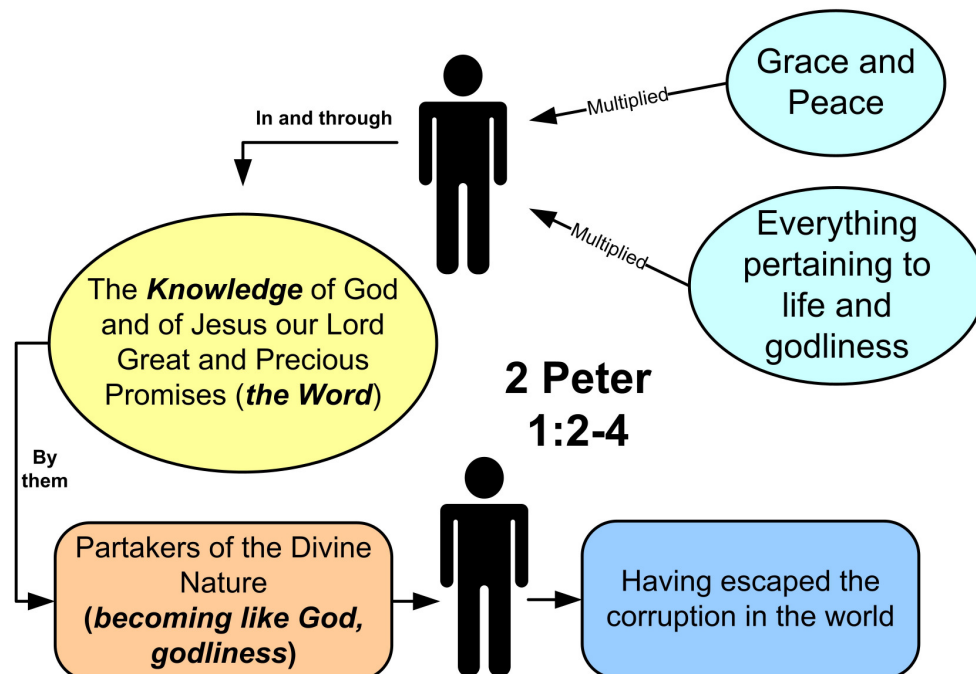 Grace and
Peace
Multiplied
In and through
Everything
pertaining to
life and
godliness
Multiplied
The Knowledge of God
and of Jesus our Lord
Great and Precious
Promises (the Word)
2 Peter
1:2-4
By
them
Partakers of the Divine
Nature
(becoming like God,
godliness)
Having escaped the
corruption in the world